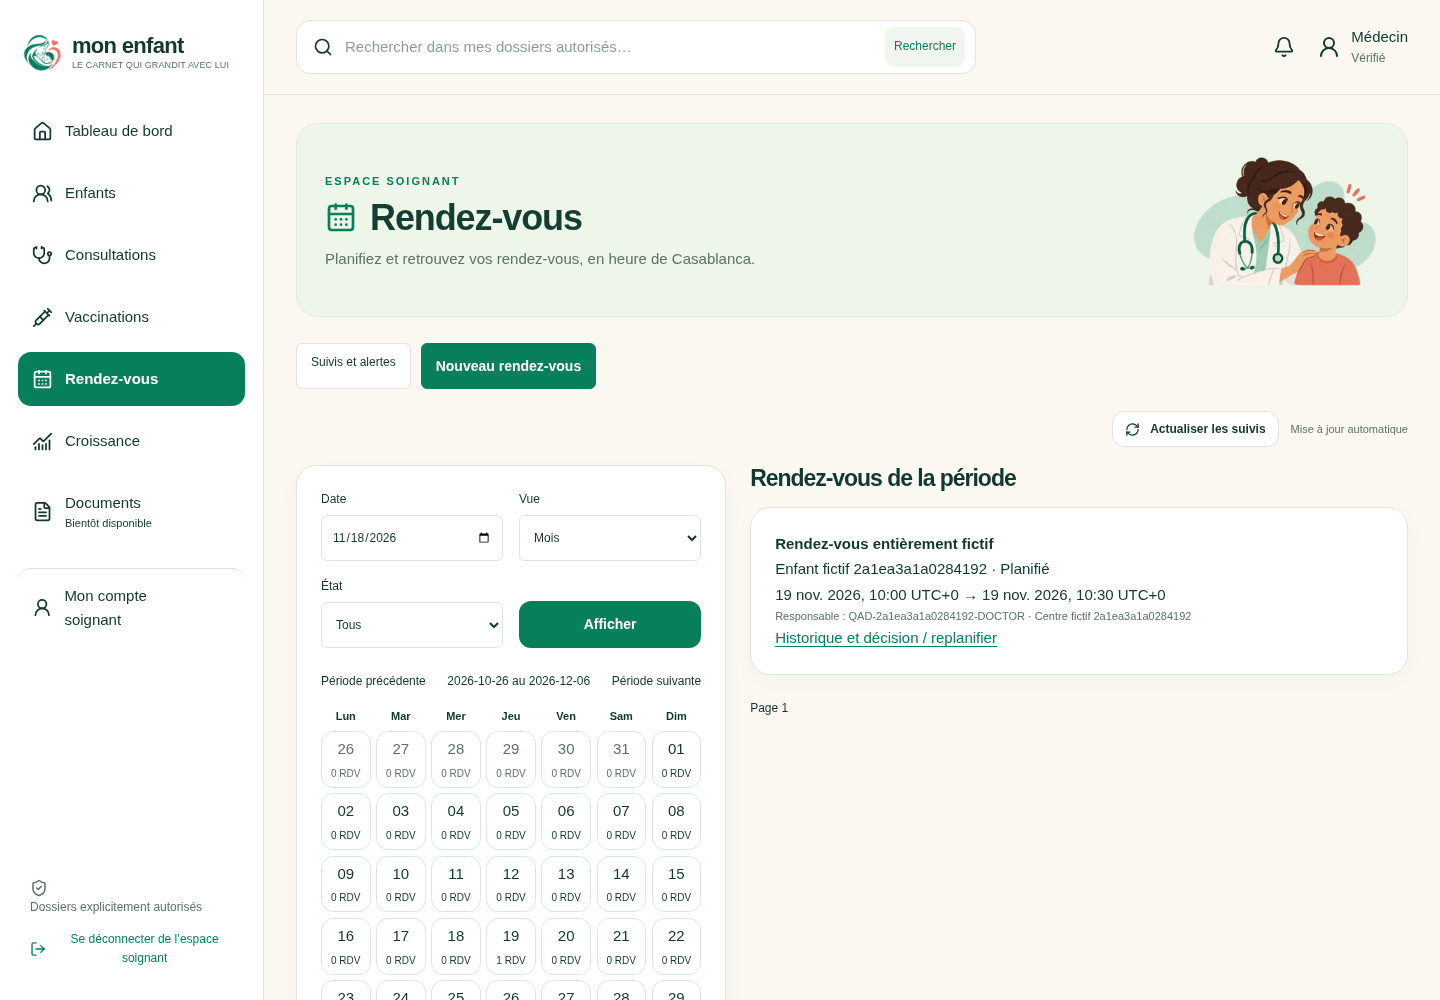 mon enfant
LE CARNET QUI GRANDIT AVEC LUI
Tableau de bord
Enfants
Consultations
Vaccinations
Rendez-vous
Croissance
Documents
Bientôt disponible
Mon compte
soignant
Dossiers explicitement autorisés
Se déconnecter de l'espace
soignant
Rechercher dans mes dossiers autorisés…
Rechercher
Médecin
Vérifié
ESPACE SOIGNANT
Rendez-vous
Planifiez et retrouvez vos rendez-vous, en heure de Casablanca.
Suivis et alertes
Nouveau rendez-vous
Actualiser les suivis
Mise à jour automatique
Date
Vue
11/18/2026
Mois
État
Tous
Afficher
Période précédente
2026-10-26 au 2026-12-06
Période suivante
Lun Mar Mer Jeu Ven Sam Dim
26 27 28 29 30 31 01
0 RDV 0 RDV 0 RDV 0 RDV 0 RDV 0 RDV 0 RDV
02 03 04 05 06 07 08
0 RDV 0 RDV 0 RDV 0 RDV 0 RDV 0 RDV 0 RDV
09 10 11 12 13 14 15
0 RDV 0 RDV 0 RDV 0 RDV 0 RDV 0 RDV 0 RDV
16 17 18 19 20 21 22
0 RDV 0 RDV 0 RDV 1 RDV 0 RDV 0 RDV 0 RDV
23 24 25 26 27 28 29
Rendez-vous de la période
Rendez-vous entièrement fictif
Enfant fictif 2a1ea3a1a0284192 · Planifié
19 nov. 2026, 10:00 UTC+0 → 19 nov. 2026, 10:30 UTC+0
Responsable : QAD-2a1ea3a1a0284192-DOCTOR · Centre fictif 2a1ea3a1a0284192
Historique et décision / replanifier
Page 1